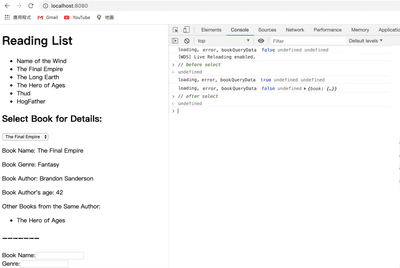 localhost:8080
應用程式 Gmail YouTube 地圖
Reading List
Name of the Wind
The Final Empire
The Long Earth
The Hero of Ages
Thud
HogFather
Select Book for Details:
The Final Empire
Book Name: The Final Empire
Book Genre: Fantasy
Book Author: Brandon Sanderson
Book Author's age: 42
Other Books from the Same Author:
The Hero of Ages
-------
Book Name:
Genre:
Elements Console Sources Network Performance Memory
top Filter Default levels ▾
loading, error, bookQueryData false undefined undefined
[WDS] Live Reloading enabled.
> // before select
undefined
loading, error, bookQueryData true undefined undefined
loading, error, bookQueryData false undefined ▸{book: {…}}
> // after select
undefined
>